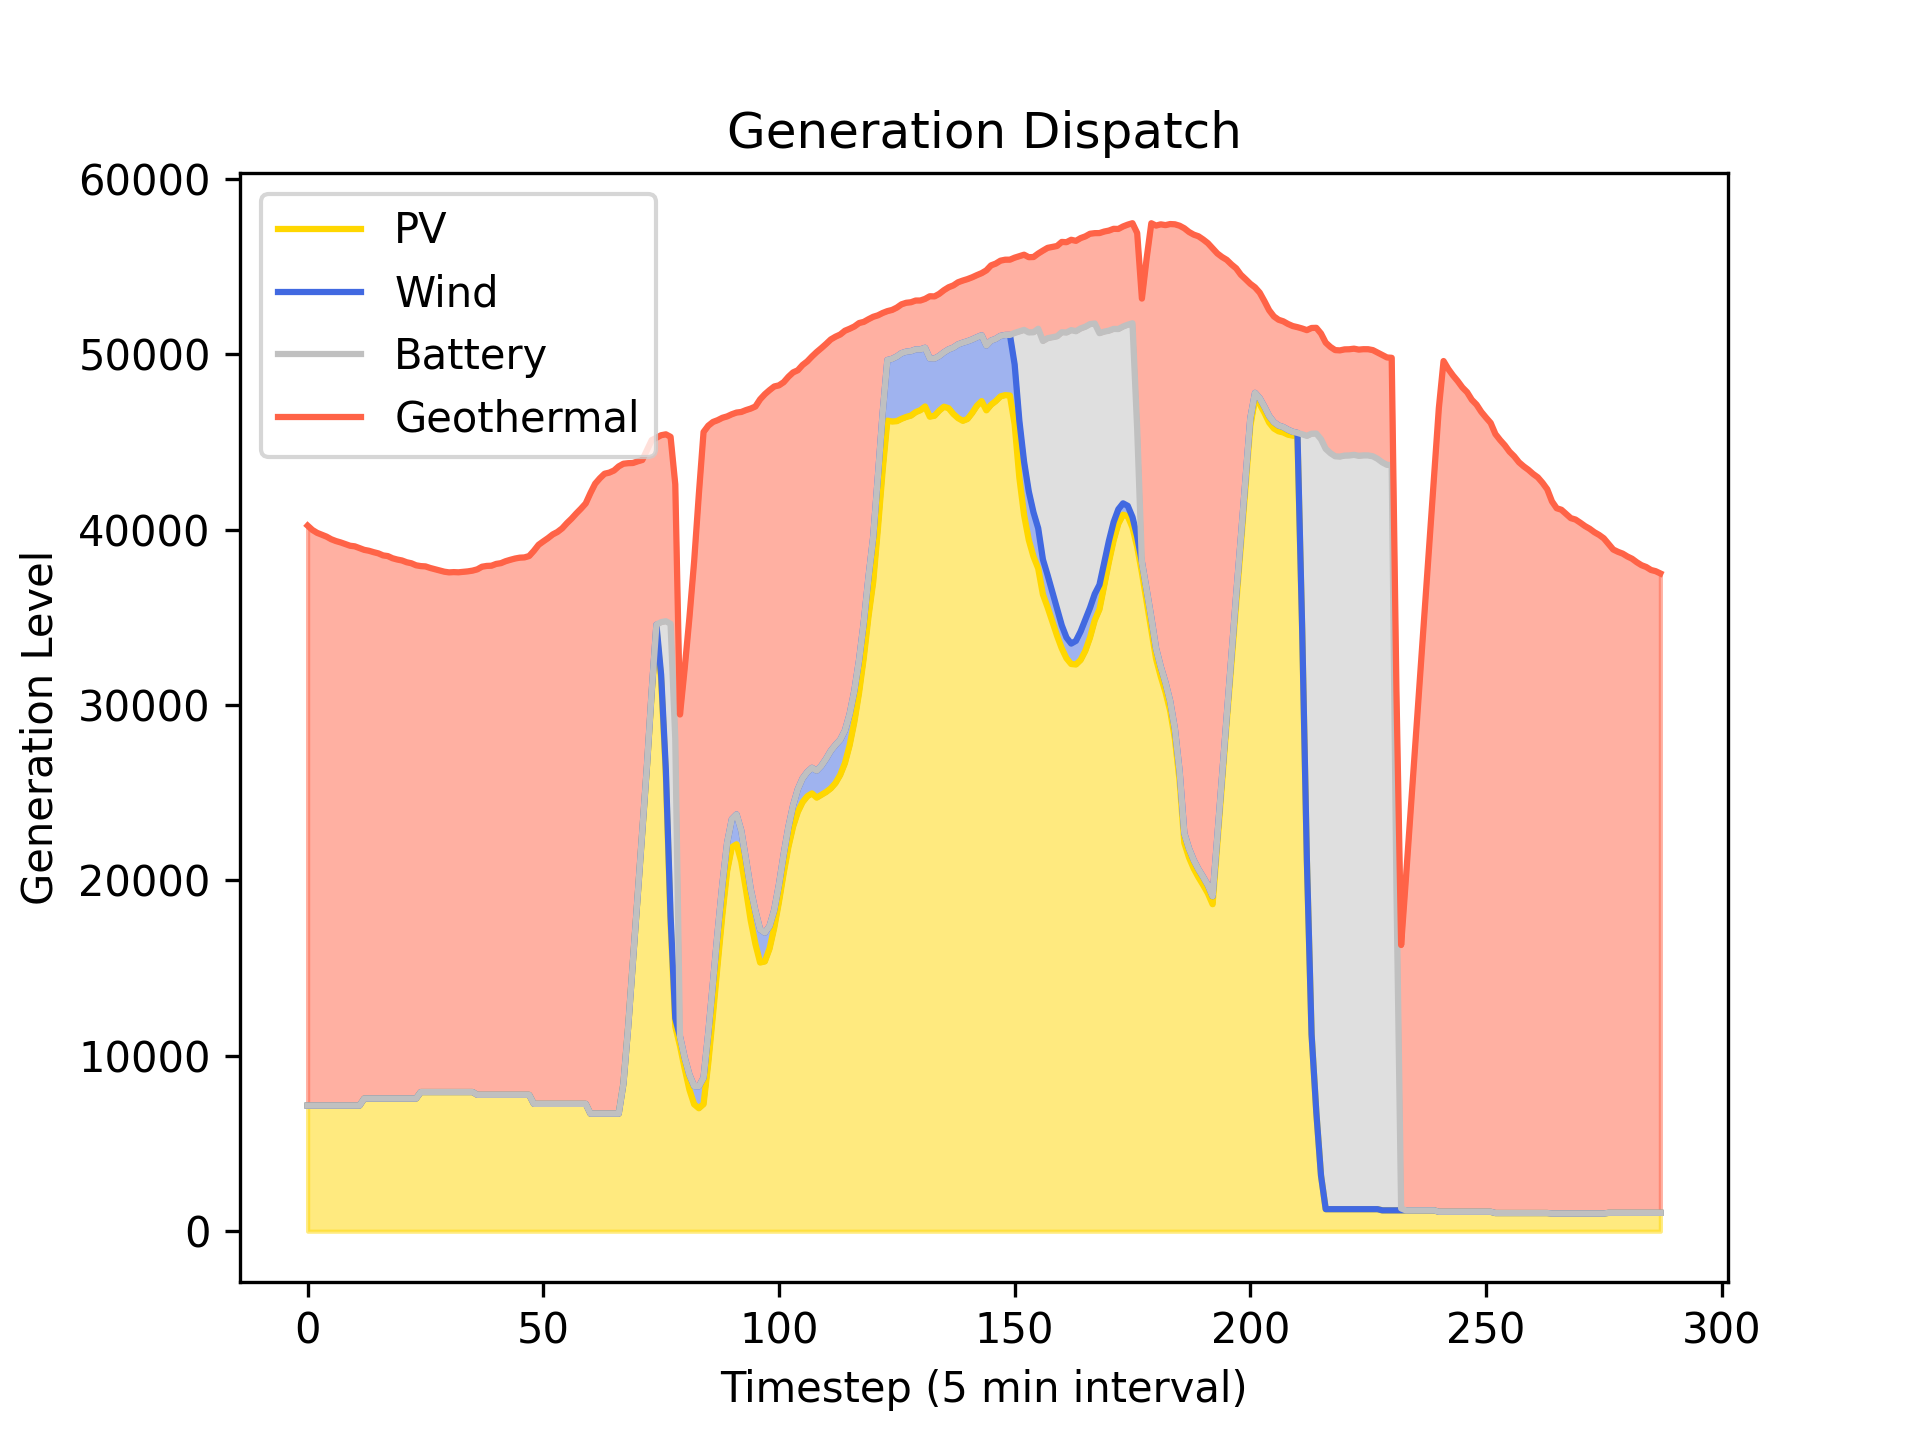 Generation Dispatch
60000
50000
40000
30000
20000
10000
0
Generation Level
PV
Wind
Battery
Geothermal
0 50 100 150 200 250 300
Timestep (5 min interval)